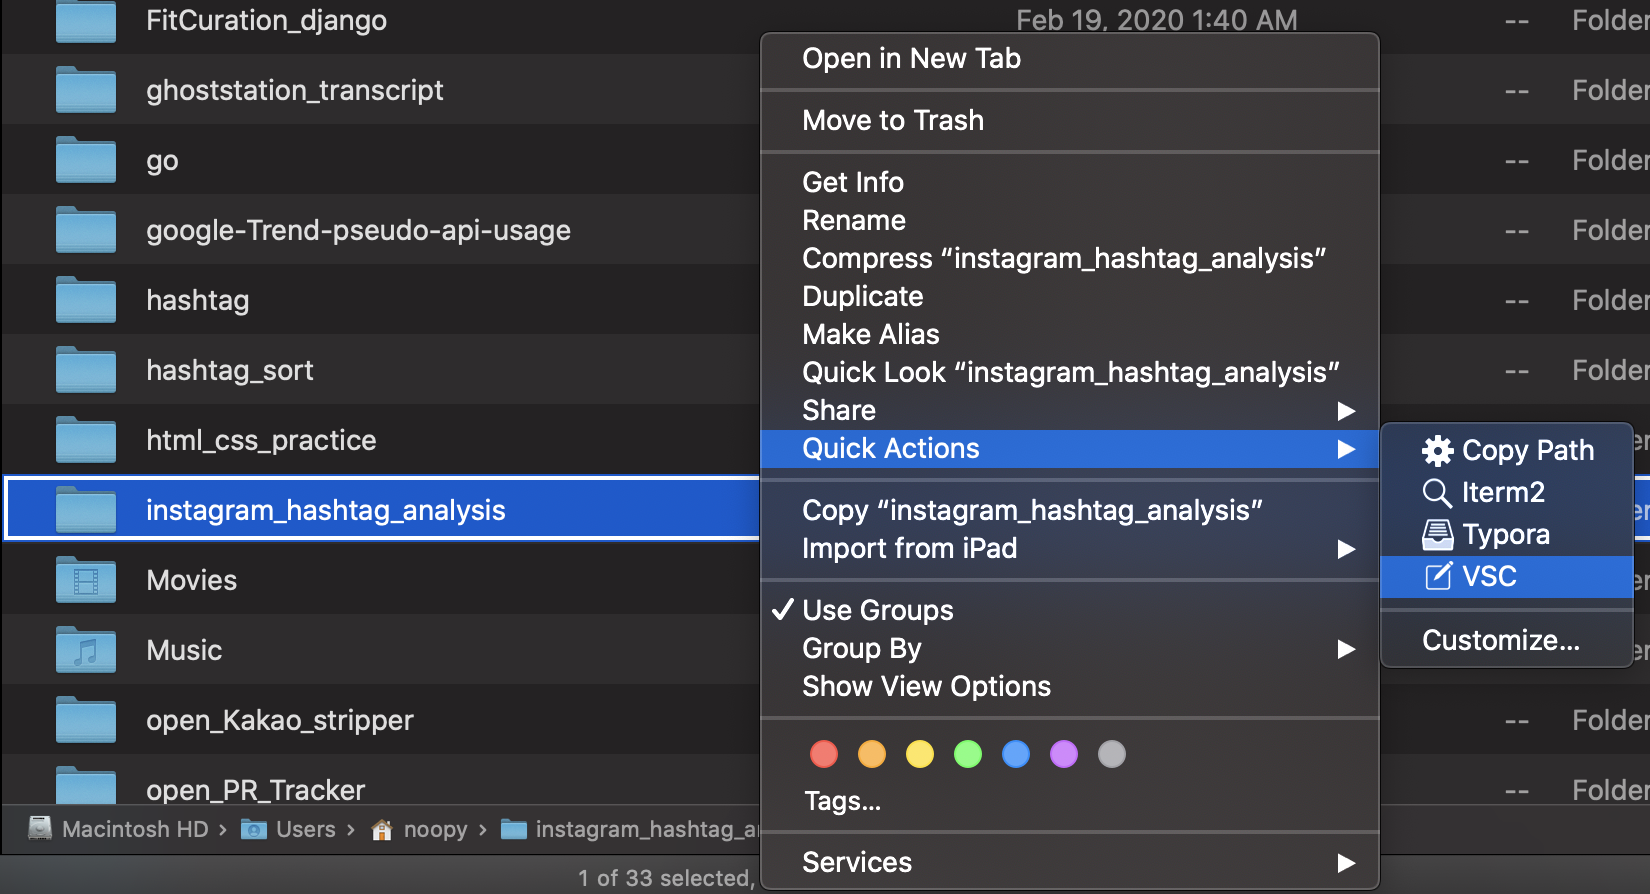 FitCuration_django Feb 19, 2020 1:40 AM -- Folder
ghoststation_transcript -- Folder
go -- Folder
google-Trend-pseudo-api-usage -- Folder
hashtag -- Folder
hashtag_sort -- Folder
html_css_practice
instagram_hashtag_analysis
Movies
Music
open_Kakao_stripper -- Folder
open_PR_Tracker -- Folder
Macintosh HD › Users › noopy › instagram_hashtag_a
1 of 33 selected,
Open in New Tab
Move to Trash
Get Info
Rename
Compress “instagram_hashtag_analysis”
Duplicate
Make Alias
Quick Look “instagram_hashtag_analysis”
Share
Quick Actions
Copy “instagram_hashtag_analysis”
Import from iPad
✓ Use Groups
Group By
Show View Options
Tags...
Services
Copy Path
Iterm2
Typora
VSC
Customize...